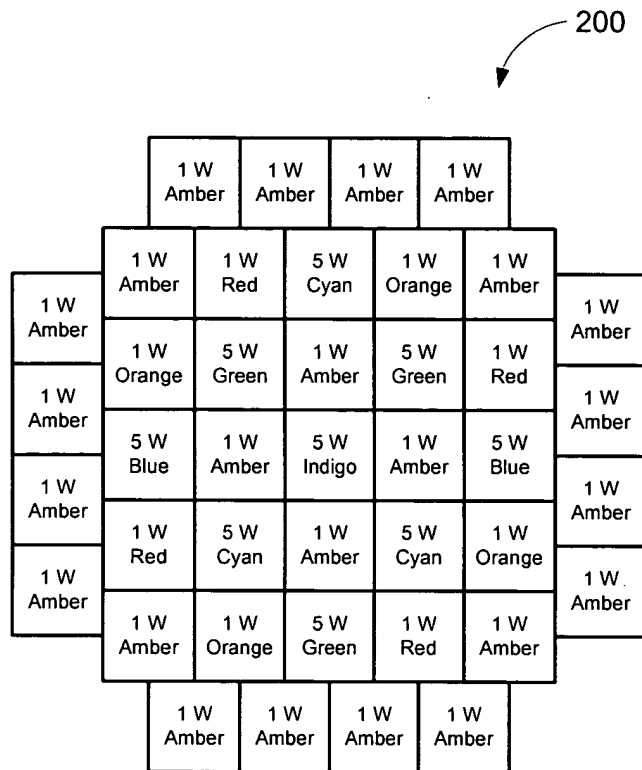 200
1 W 1 W 1 W 1 W
Amber Amber Amber Amber
1 W 1 W 5 W 1 W 1 W
Amber Red Cyan Orange Amber
1 W 1 W
Amber Amber
1 W 5 W 1 W 5 W 1 W
Orange Green Amber Green Red
1 W 1 W
Amber Amber
5 W 1 W 5 W 1 W 5 W
Blue Amber Indigo Amber Blue
1 W 1 W
Amber Amber
1 W 5 W 1 W 5 W 1 W
Red Cyan Amber Cyan Orange
1 W 1 W
Amber Amber
1 W 1 W 5 W 1 W 1 W
Amber Orange Green Red Amber
1 W 1 W 1 W 1 W
Amber Amber Amber Amber